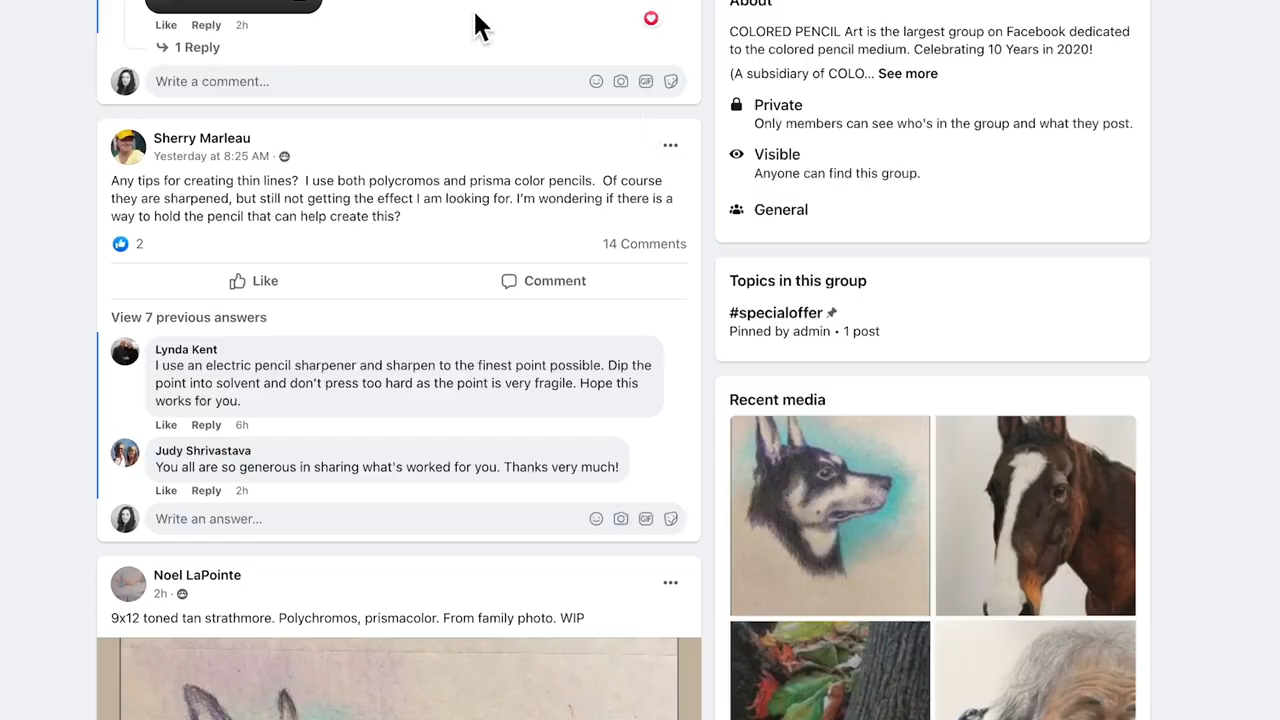 Like Reply 2h
1 Reply
Write a comment...
Sherry Marleau
Yesterday at 8:25 AM ·
Any tips for creating thin lines? I use both polycromos and prisma color pencils. Of course
they are sharpened, but still not getting the effect I am looking for. I'm wondering if there is a
way to hold the pencil that can help create this?
2
14 Comments
Like
Comment
View 7 previous answers
Lynda Kent
I use an electric pencil sharpener and sharpen to the finest point possible. Dip the
point into solvent and don't press too hard as the point is very fragile. Hope this
works for you.
Like Reply 6h
Judy Shrivastava
You all are so generous in sharing what's worked for you. Thanks very much!
Like Reply 2h
Write an answer...
GIF
Noel LaPointe
2h ·
9x12 toned tan strathmore. Polychromos, prismacolor. From family photo. WIP
About
COLORED PENCIL Art is the largest group on Facebook dedicated
to the colored pencil medium. Celebrating 10 Years in 2020!
(A subsidiary of COLO... See more
Private
Only members can see who's in the group and what they post.
Visible
Anyone can find this group.
General
Topics in this group
#specialoffer
Pinned by admin • 1 post
Recent media